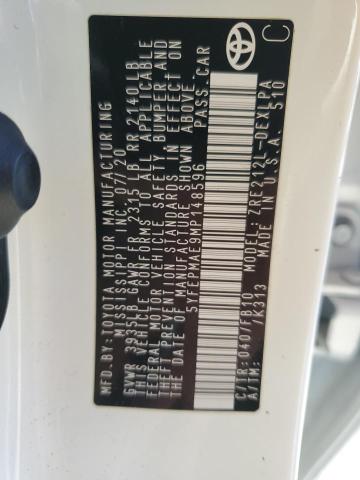 MFD.BY: TOYOTA MOTOR MANUFACTURING
MISSISSIPPI INC. 07/20
GVWR 3935LB GAWR FR 2315 LB RR 2140LB
THIS VEHICLE CONFORMS TO ALL APPLICABLE
FEDERAL MOTOR VEHICLE SAFETY BUMPER, AND
THEFT PREVENTION STANDARDS IN EFFECT ON
THE DATE OF MANUFACTURE SHOWN ABOVE.
5YFEPMAE9MP148596 PASS.CAR
C/TR: 040/FB10 MODEL: ZRE212L-DEXLPA
A/TM: /K313 MADE IN U.S.A. 510
TOYOTA
C